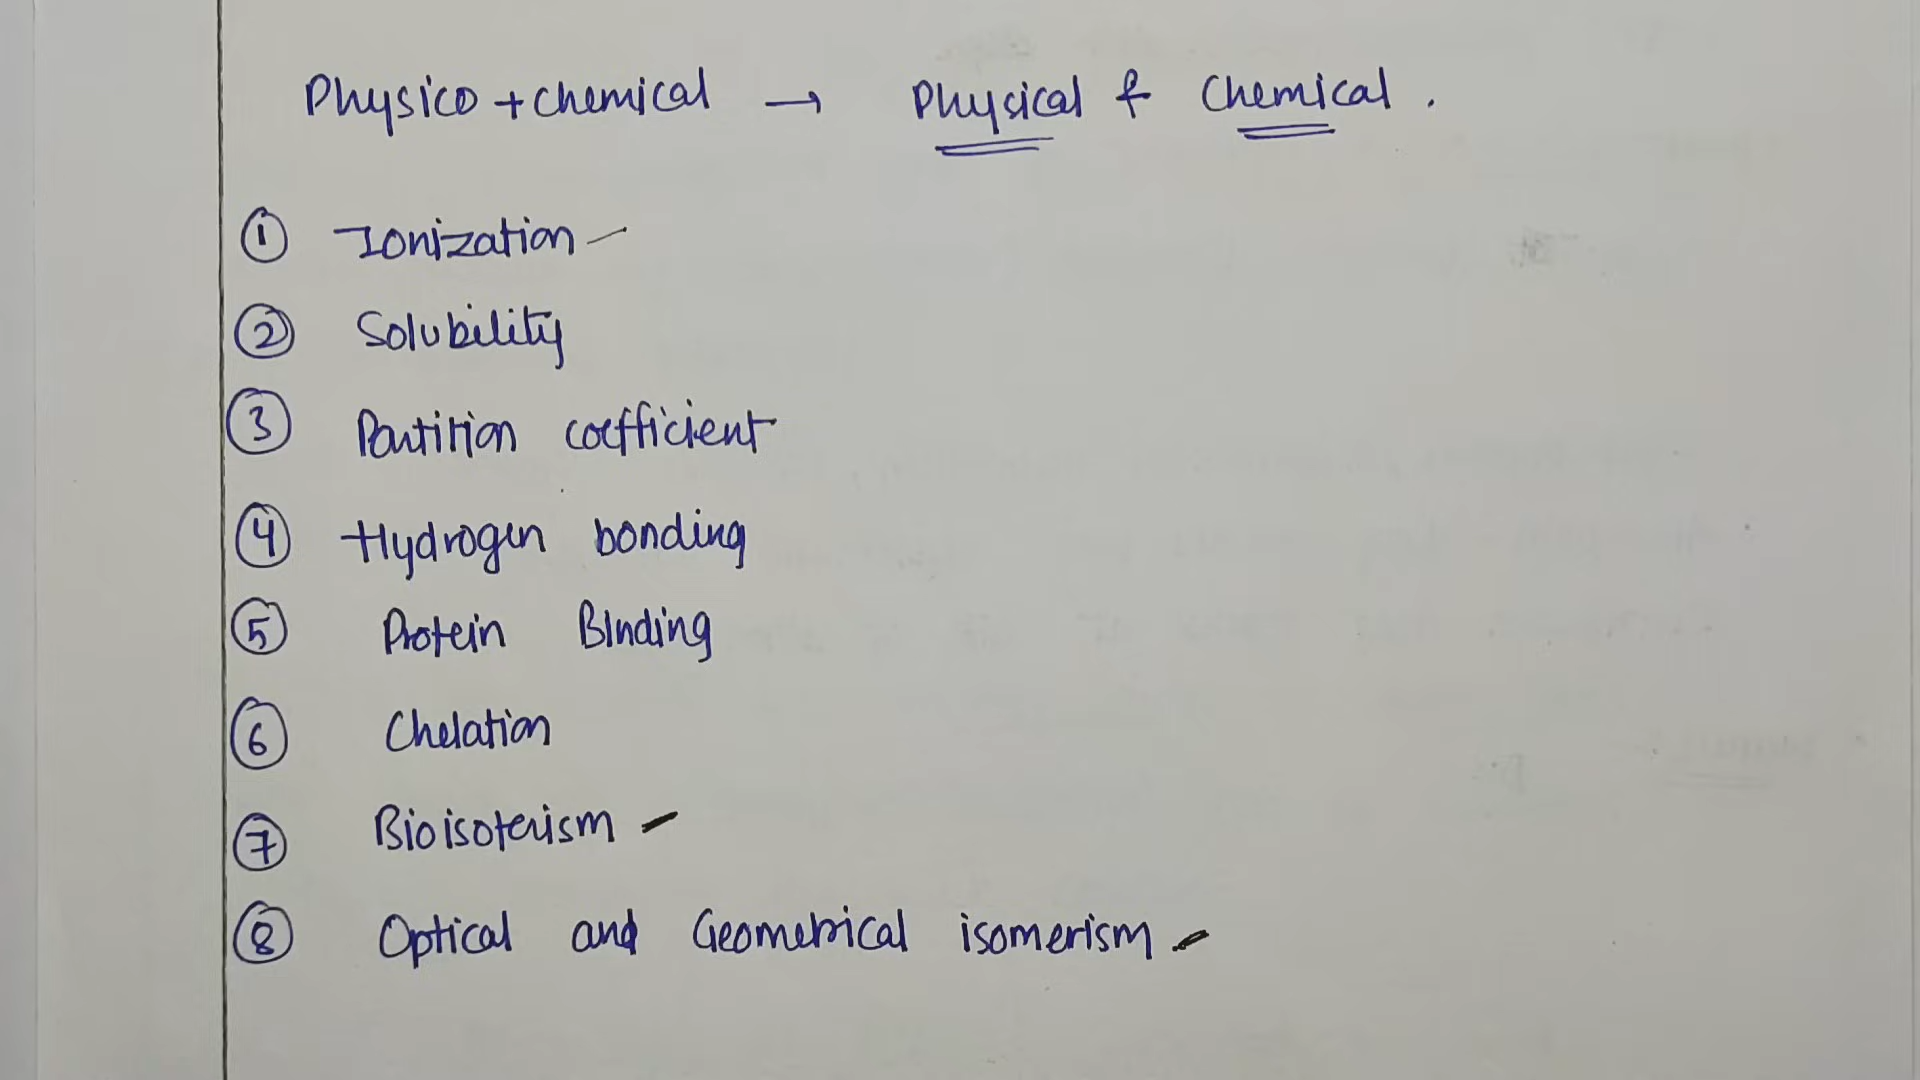 Physico + chemical → Physical & Chemical.
① Ionization –
② Solubility
③ Partition coefficient
④ Hydrogen bonding
⑤ Protein Binding
⑥ Chelation
⑦ Bioisoterism –
⑧ Optical and Geometrical isomerism –